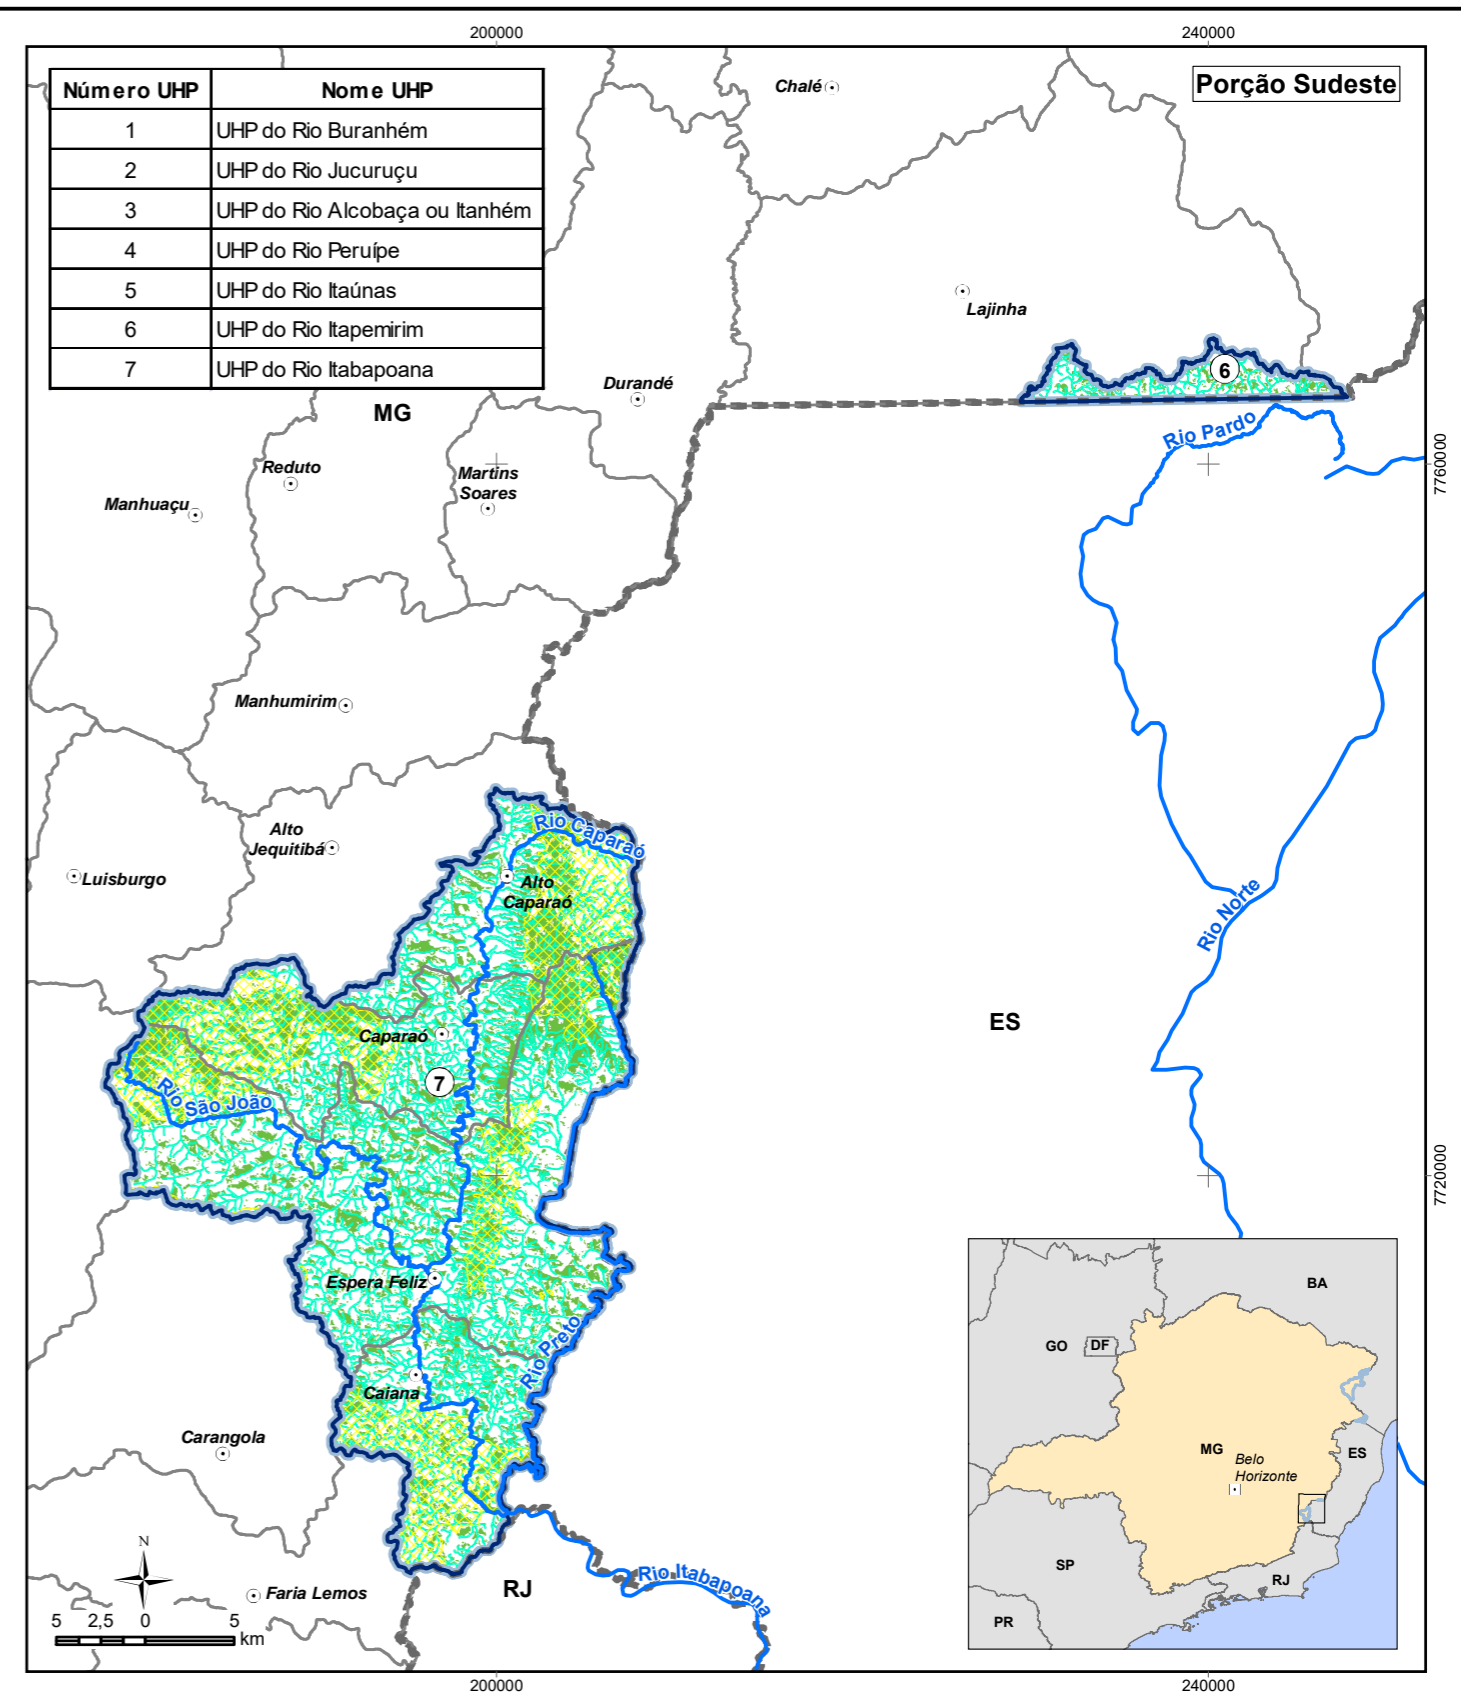 200000
240000
Porção Sudeste
Número UHP
Nome UHP
1
UHP do Rio Buranhém
2
UHP do Rio Jucuruçu
3
UHP do Rio Alcobaça ou Itanhém
4
UHP do Rio Peruípe
5
UHP do Rio Itaúnas
6
UHP do Rio Itapemirim
7
UHP do Rio Itabapoana
Chalé
Lajinha
6
Durandé
MG
Rio Pardo
Reduto
Martins
Soares
Manhuaçu
7760000
Manhumirim
Alto
Jequitibá
Luisburgo
Rio Caparaó
Alto
Caparaó
Rio Norte
ES
Caparaó
7
Rio
São João
7720000
Espera Feliz
Rio Preto
Caiana
Carangola
N
Faria Lemos
RJ
Rio Itabapoana
5
2,5
0
5
km
BA
GO
DF
MG
Belo
Horizonte
ES
SP
RJ
PR
200000
240000